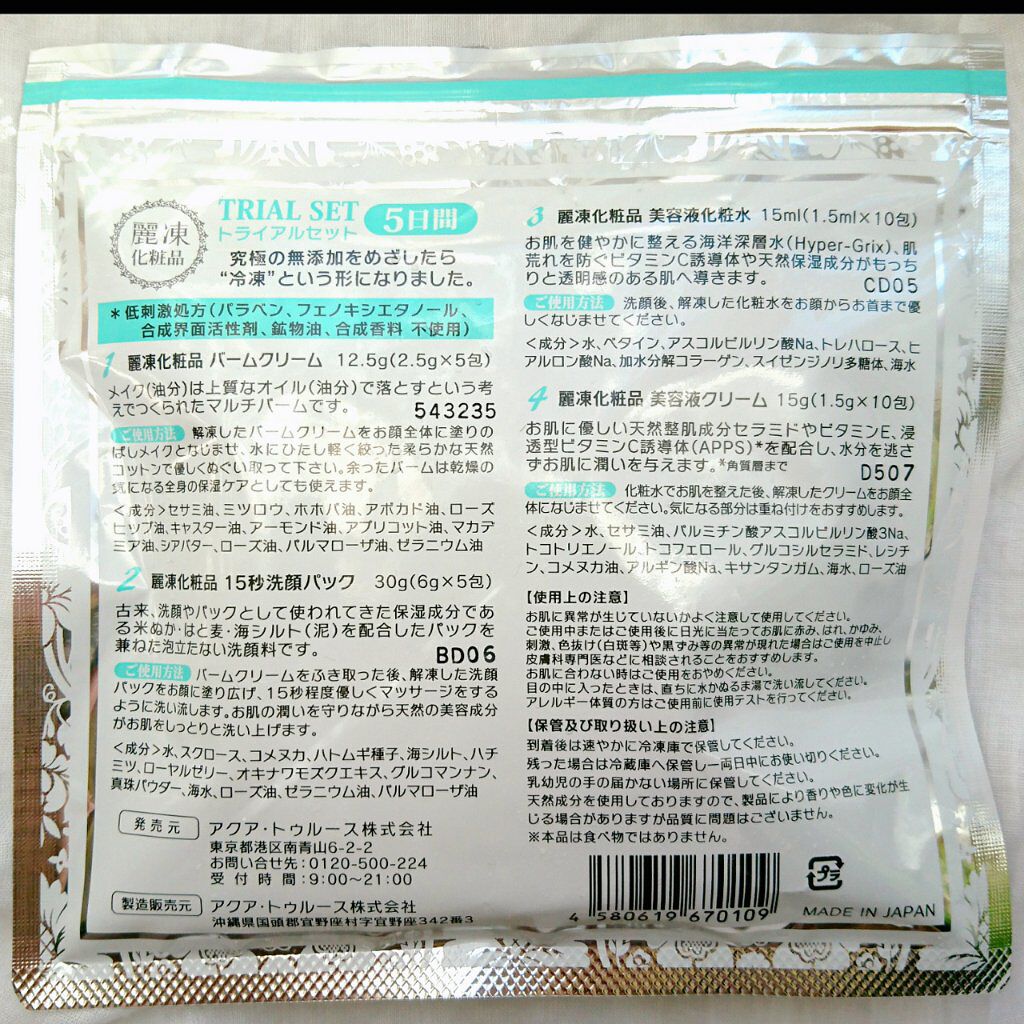 麗凍
化粧品
TRIAL SET
トライアルセット
5日間
究極の無添加をめざしたら
“冷凍”という形になりました。
＊低刺激処方(パラベン、フェノキシエタノール、
合成界面活性剤、鉱物油、合成香料 不使用)
1 麗凍化粧品 バームクリーム 12.5g(2.5g×5包)
メイク(油分)は上質なオイル(油分)で落とすという考
えでつくられたマルチバームです。
543235
ご使用方法 解凍したバームクリームをお顔全体に塗りの
ばしメイクとなじませ、水にひたし軽く絞った柔らかな天然
コットンで優しくぬぐい取って下さい。余ったバームは乾燥の
気になる全身の保湿ケアとしても使えます。
<成分>セサミ油、ミツロウ、ホホバ油、アボカド油、ローズ
ヒップ油、キャスター油、アーモンド油、アプリコット油、マカデ
ミア油、シアバター、ローズ油、パルマローザ油、ゼラニウム油
2 麗凍化粧品 15秒洗顔パック 30g(6g×5包)
古来、洗顔やパックとして使われてきた保湿成分であ
る米ぬか・はと麦・海シルト(泥)を配合したパックを
兼ねた泡立たない洗顔料です。
BD06
ご使用方法 バームクリームをふき取った後、解凍した洗顔
パックをお顔に塗り広げ、15秒程度優しくマッサージをする
ように洗い流します。お肌の潤いを守りながら天然の美容成分
がお肌をしっとりと洗い上げます。
<成分>水、スクロース、コメヌカ、ハトムギ種子、海シルト、ハチ
ミツ、ローヤルゼリー、オキナワモズクエキス、グルコマンナン、
真珠パウダー、海水、ローズ油、ゼラニウム油、パルマローザ油
発売元 アクア・トゥルース株式会社
東京都港区南青山6-2-2
お問い合せ先：0120-500-224
受付時間：9:00〜21:00
製造販売元 アクア・トゥルース株式会社
沖縄県国頭郡宜野座村字宜野座342番3
3 麗凍化粧品 美容液化粧水 15ml(1.5ml×10包)
お肌を健やかに整える海洋深層水(Hyper-Grix)、肌
荒れを防ぐビタミンC誘導体や天然保湿成分がもっち
りと透明感のある肌へ導きます。
CD05
ご使用方法 洗顔後、解凍した化粧水をお顔からお首まで優
しくなじませてください。
<成分>水、ベタイン、アスコルビルリン酸Na、トレハロース、ヒ
アルロン酸Na、加水分解コラーゲン、スイゼンジノリ多糖体、海水
4 麗凍化粧品 美容液クリーム 15g(1.5g×10包)
お肌に優しい天然整肌成分セラミドやビタミンE、浸
透型ビタミンC誘導体(APPS)*を配合し、水分を逃さ
ずお肌に潤いを与えます。*角質層まで
D507
ご使用方法 化粧水でお肌を整えた後、解凍したクリームをお顔全
体になじませてください。気になる部分は重ね付けをおすすめします。
<成分>水、セサミ油、パルミチン酸アスコルビルリン酸3Na、
トコトリエノール、トコフェロール、グルコシルセラミド、レシチ
ン、コメヌカ油、アルギン酸Na、キサンタンガム、海水、ローズ油
【使用上の注意】
お肌に異常が生じていないかよく注意して使用してください。
ご使用中またはご使用後に日光に当たってお肌に赤み、はれ、かゆみ、
刺激、色抜け(白斑等)や黒ずみ等の異常が現れた場合はご使用を中止し
皮膚科専門医などに相談されることをおすすめします。
お肌に合わない時はご使用をおやめください。
目の中に入ったときは、直ちに水かぬるま湯で洗い流してください。
アレルギー体質の方はご使用前に使用テストを行ってください。
【保管及び取り扱い上の注意】
到着後は速やかに冷凍庫で保管してください。
残った場合は冷蔵庫へ保管し一両日中にお使い切りください。
乳幼児の手の届かない場所に保管してください。
天然成分を使用しておりますので、製品により香りや色に変化が生
じる場合がありますが品質に問題はございません。
※本品は食べ物ではありません。
4 580619 670109
プラ
MADE IN JAPAN